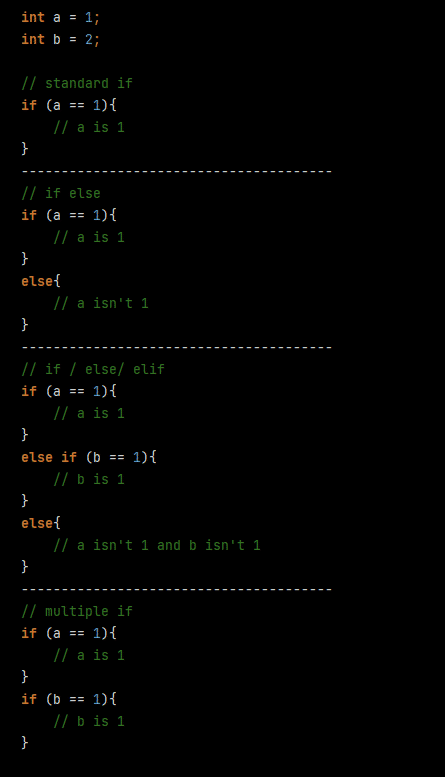 int a = 1;
int b = 2;

// standard if
if (a == 1){
    // a is 1
}
---------------------------------------
// if else
if (a == 1){
    // a is 1
}
else{
    // a isn't 1
}
---------------------------------------
// if / else/ elif
if (a == 1){
    // a is 1
}
else if (b == 1){
    // b is 1
}
else{
    // a isn't 1 and b isn't 1
}
---------------------------------------
// multiple if
if (a == 1){
    // a is 1
}
if (b == 1){
    // b is 1
}